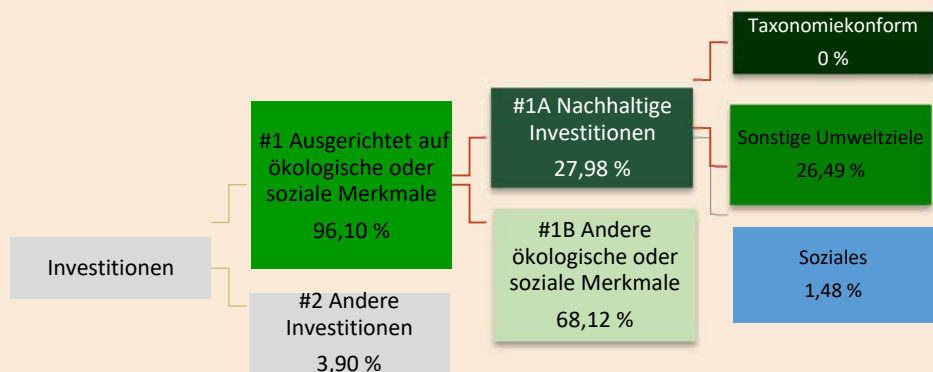 Investitionen
#1 Ausgerichtet auf
ökologische oder
soziale Merkmale
96,10 %
#2 Andere
Investitionen
3,90 %
#1A Nachhaltige
Investitionen
27,98 %
#1B Andere
ökologische oder
soziale Merkmale
68,12 %
Taxonomiekonform
0 %
Sonstige Umweltziele
26,49 %
Soziales
1,48 %